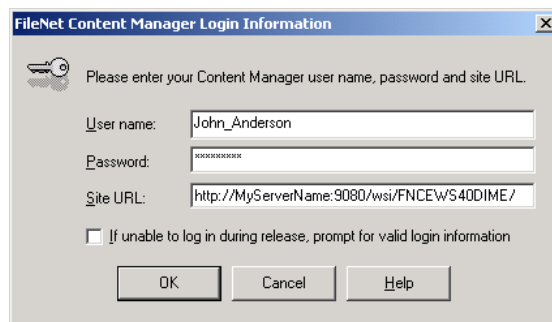 FileNet Content Manager Login Information
Please enter your Content Manager user name, password and site URL.
User name: John_Anderson
Password: *********
Site URL: http://MyServerName:9080/wsi/FNCEWS40DIME/
If unable to log in during release, prompt for valid login information
OK Cancel Help